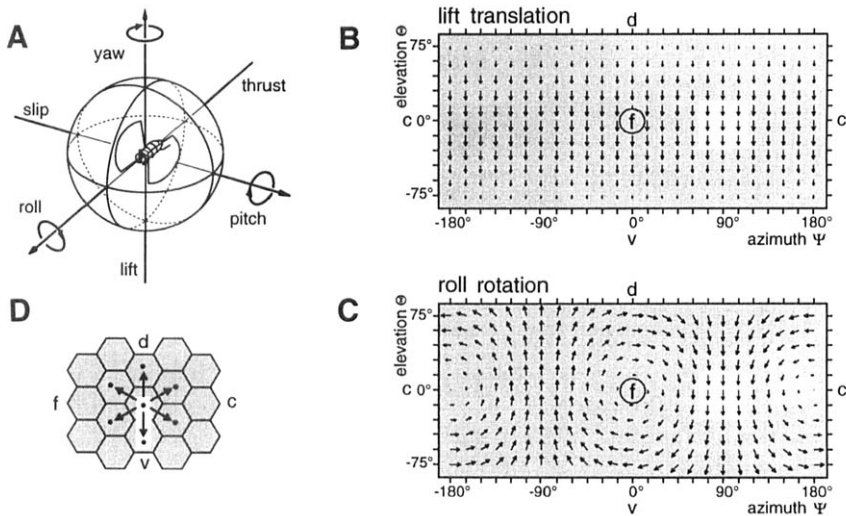 A
yaw
thrust
slip
roll
pitch
lift
B
lift translation
d
elevation Θ
75°
c 0°
f
c
-75°
-180° -90° 0° 90° 180°
v
azimuth Ψ
D
d
f
c
v
C
roll rotation
d
elevation Θ
75°
c 0°
f
c
-75°
-180° -90° 0° 90° 180°
v
azimuth Ψ